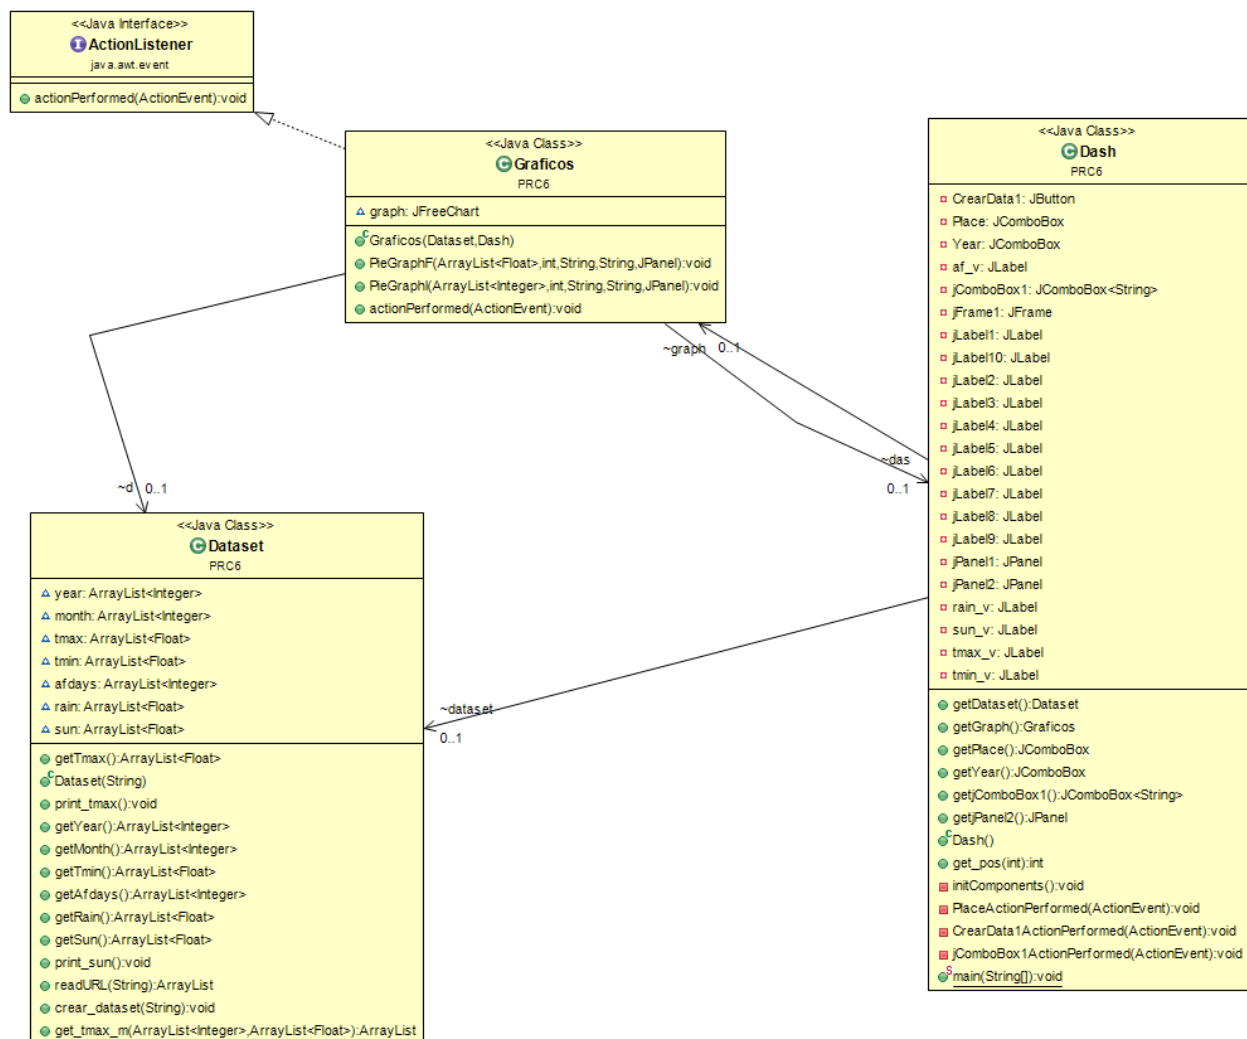 <<Java Interface>>
ActionListener
java.awt.event
actionPerformed(ActionEvent):void
<<Java Class>>
Graficos
PRC6
graph: JFreeChart
Graficos(Dataset,Dash)
PieGraphF(ArrayList<Float>,int,String,String,JPanel):void
PieGraphI(ArrayList<Integer>,int,String,String,JPanel):void
actionPerformed(ActionEvent):void
~graph 0..1
~das
0..1
~d 0..1
~dataset
0..1
<<Java Class>>
Dataset
PRC6
year: ArrayList<Integer>
month: ArrayList<Integer>
tmax: ArrayList<Float>
tmin: ArrayList<Float>
afdays: ArrayList<Integer>
rain: ArrayList<Float>
sun: ArrayList<Float>
getTmax():ArrayList<Float>
Dataset(String)
print_tmax():void
getYear():ArrayList<Integer>
getMonth():ArrayList<Integer>
getTmin():ArrayList<Float>
getAfdays():ArrayList<Integer>
getRain():ArrayList<Float>
getSun():ArrayList<Float>
print_sun():void
readURL(String):ArrayList
crear_dataset(String):void
get_tmax_m(ArrayList<Integer>,ArrayList<Float>):ArrayList
<<Java Class>>
Dash
PRC6
CrearData1: JButton
Place: JComboBox
Year: JComboBox
af_v: JLabel
jComboBox1: JComboBox<String>
jFrame1: JFrame
jLabel1: JLabel
jLabel10: JLabel
jLabel2: JLabel
jLabel3: JLabel
jLabel4: JLabel
jLabel5: JLabel
jLabel6: JLabel
jLabel7: JLabel
jLabel8: JLabel
jLabel9: JLabel
jPanel1: JPanel
jPanel2: JPanel
rain_v: JLabel
sun_v: JLabel
tmax_v: JLabel
tmin_v: JLabel
getDataset():Dataset
getGraph():Graficos
getPlace():JComboBox
getYear():JComboBox
getjComboBox1():JComboBox<String>
getjPanel2():JPanel
Dash()
get_pos(int):int
initComponents():void
PlaceActionPerformed(ActionEvent):void
CrearData1ActionPerformed(ActionEvent):void
jComboBox1ActionPerformed(ActionEvent):void
main(String[]):void